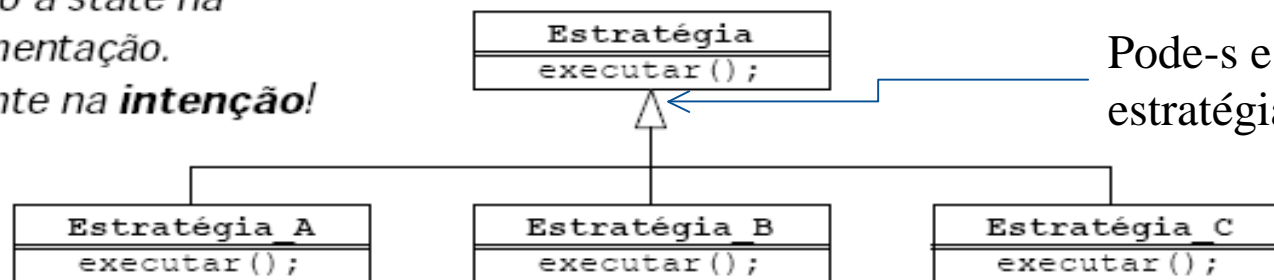 o a state na
mentação.
nte na intenção!
Estratégia
executar();
Pode-s e
estratégia
Estratégia_A
executar();
Estratégia_B
executar();
Estratégia_C
executar();